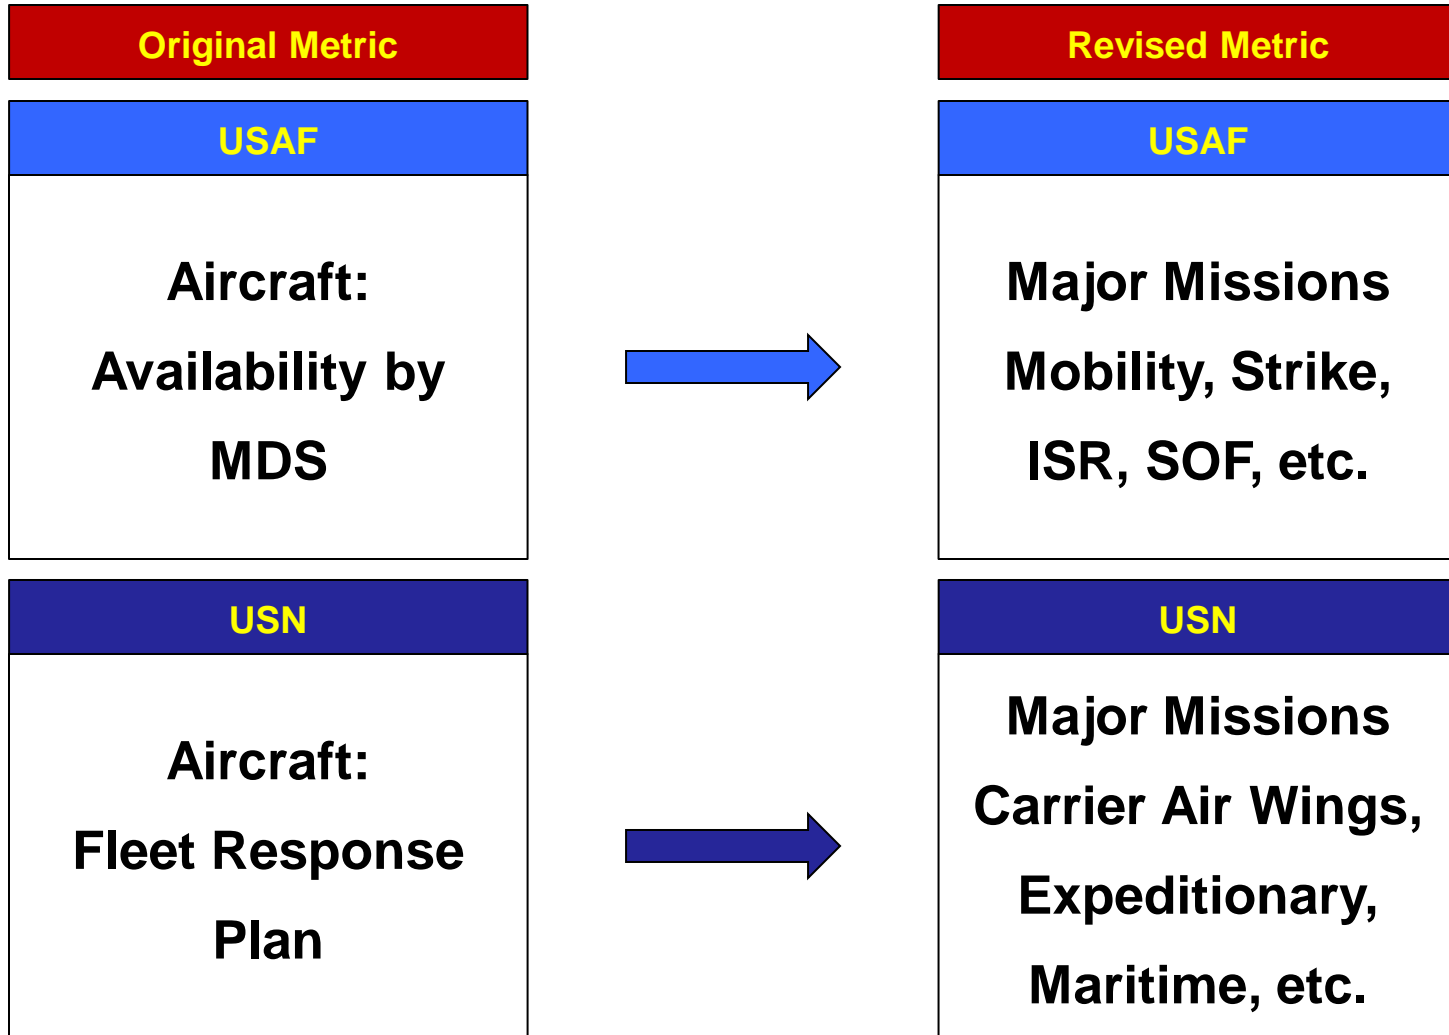 Original Metric
Revised Metric
USAF
USAF
Aircraft:
Availability by
MDS
Major Missions
Mobility, Strike,
ISR, SOF, etc.
USN
USN
Aircraft:
Fleet Response
Plan
Major Missions
Carrier Air Wings,
Expeditionary,
Maritime, etc.